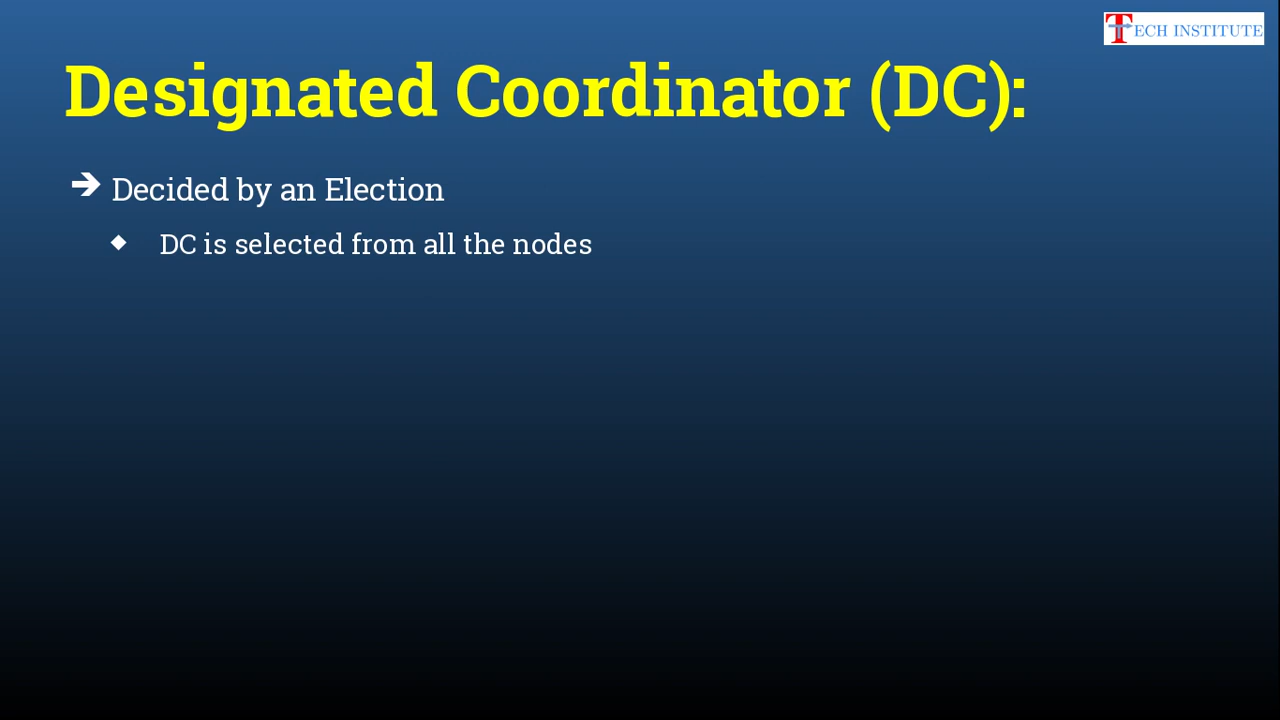 TECH INSTITUTE
Designated Coordinator (DC):
➔ Decided by an Election
◆ DC is selected from all the nodes